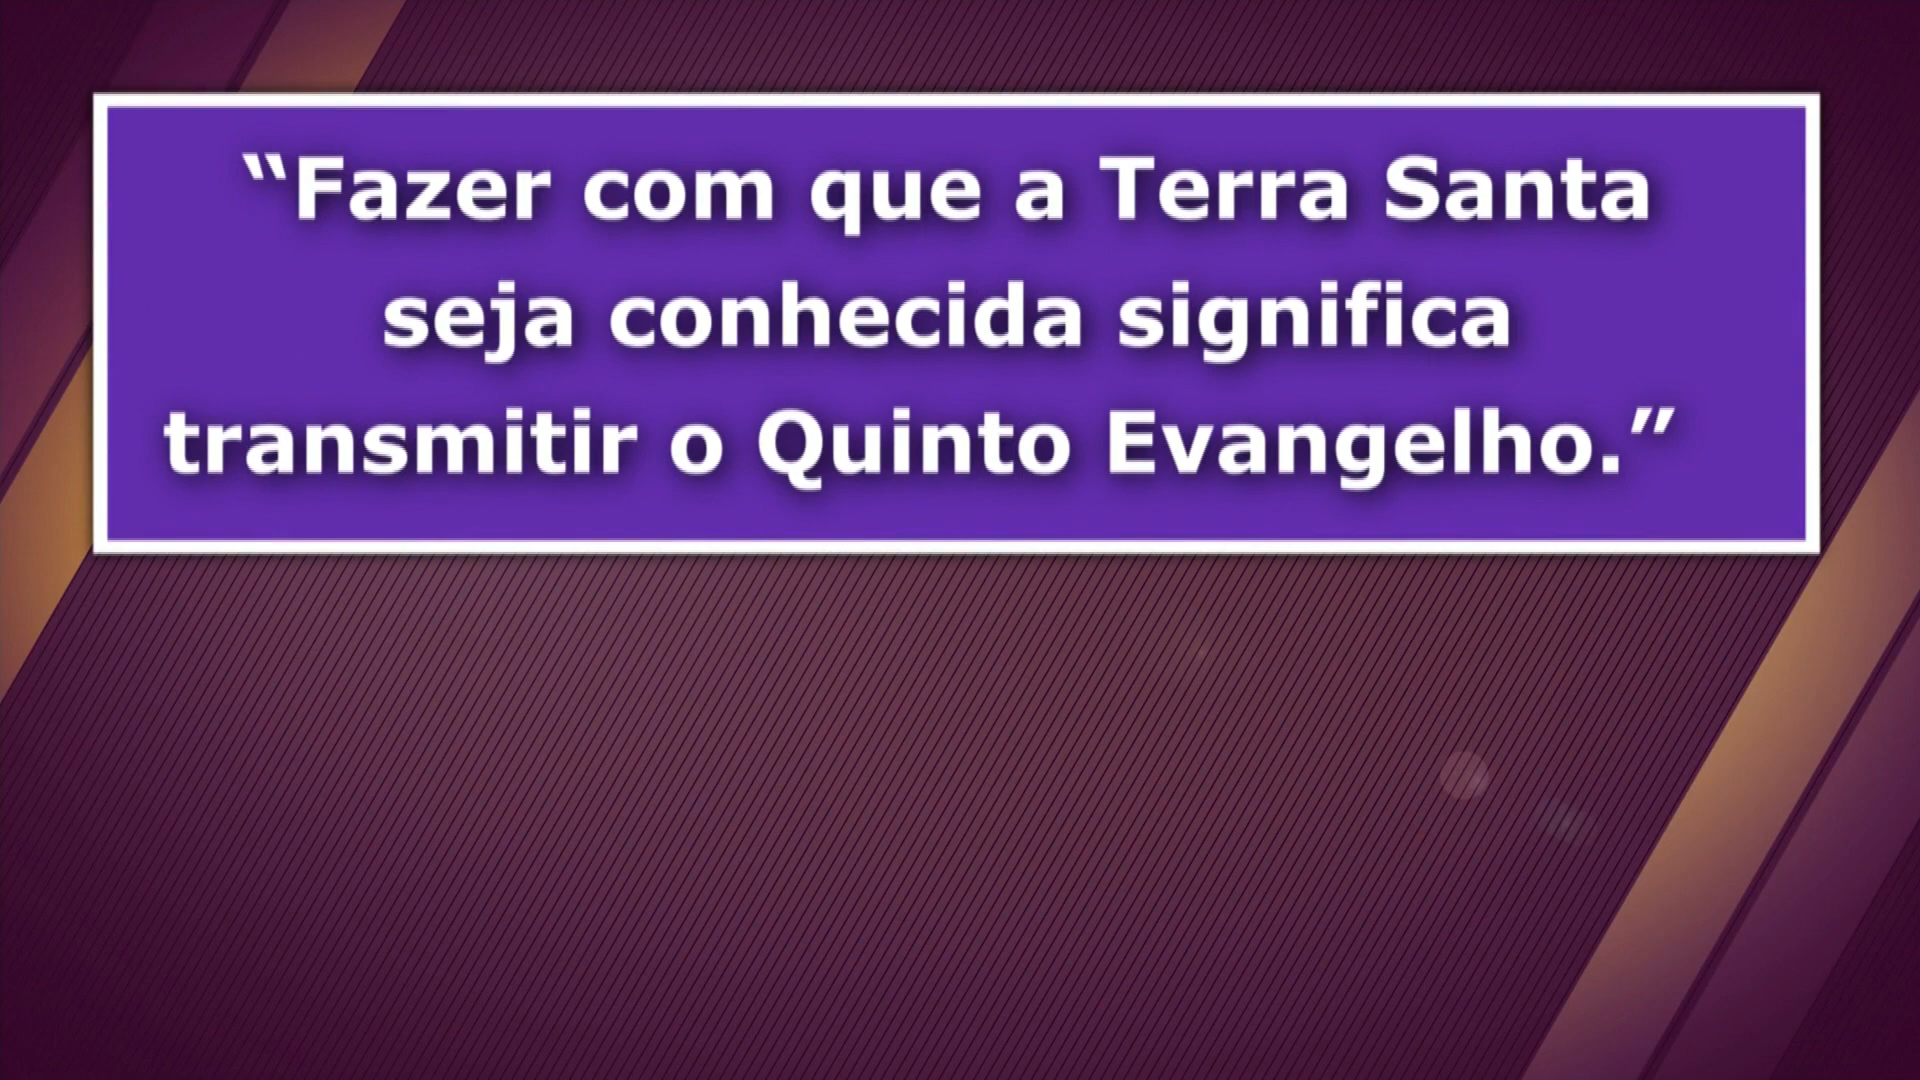 “Fazer com que a Terra Santa
seja conhecida significa
transmitir o Quinto Evangelho.”